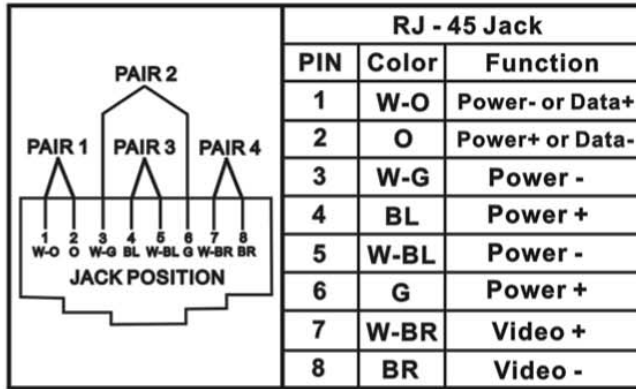 PAIR 2
PAIR 1 PAIR 3 PAIR 4
1 2 3 4 5 6 7 8
W-O O W-G BL W-BL G W-BR BR
JACK POSITION
RJ - 45 Jack
PIN Color Function
1 W-O Power- or Data+
2 O Power+ or Data-
3 W-G Power -
4 BL Power +
5 W-BL Power -
6 G Power +
7 W-BR Video +
8 BR Video -